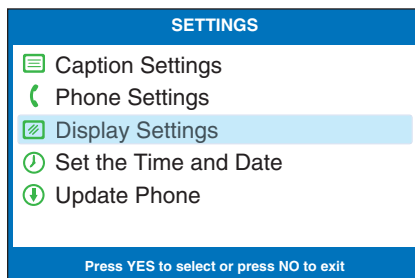 SETTINGS
Caption Settings
Phone Settings
Display Settings
Set the Time and Date
Update Phone
Press YES to select or press NO to exit